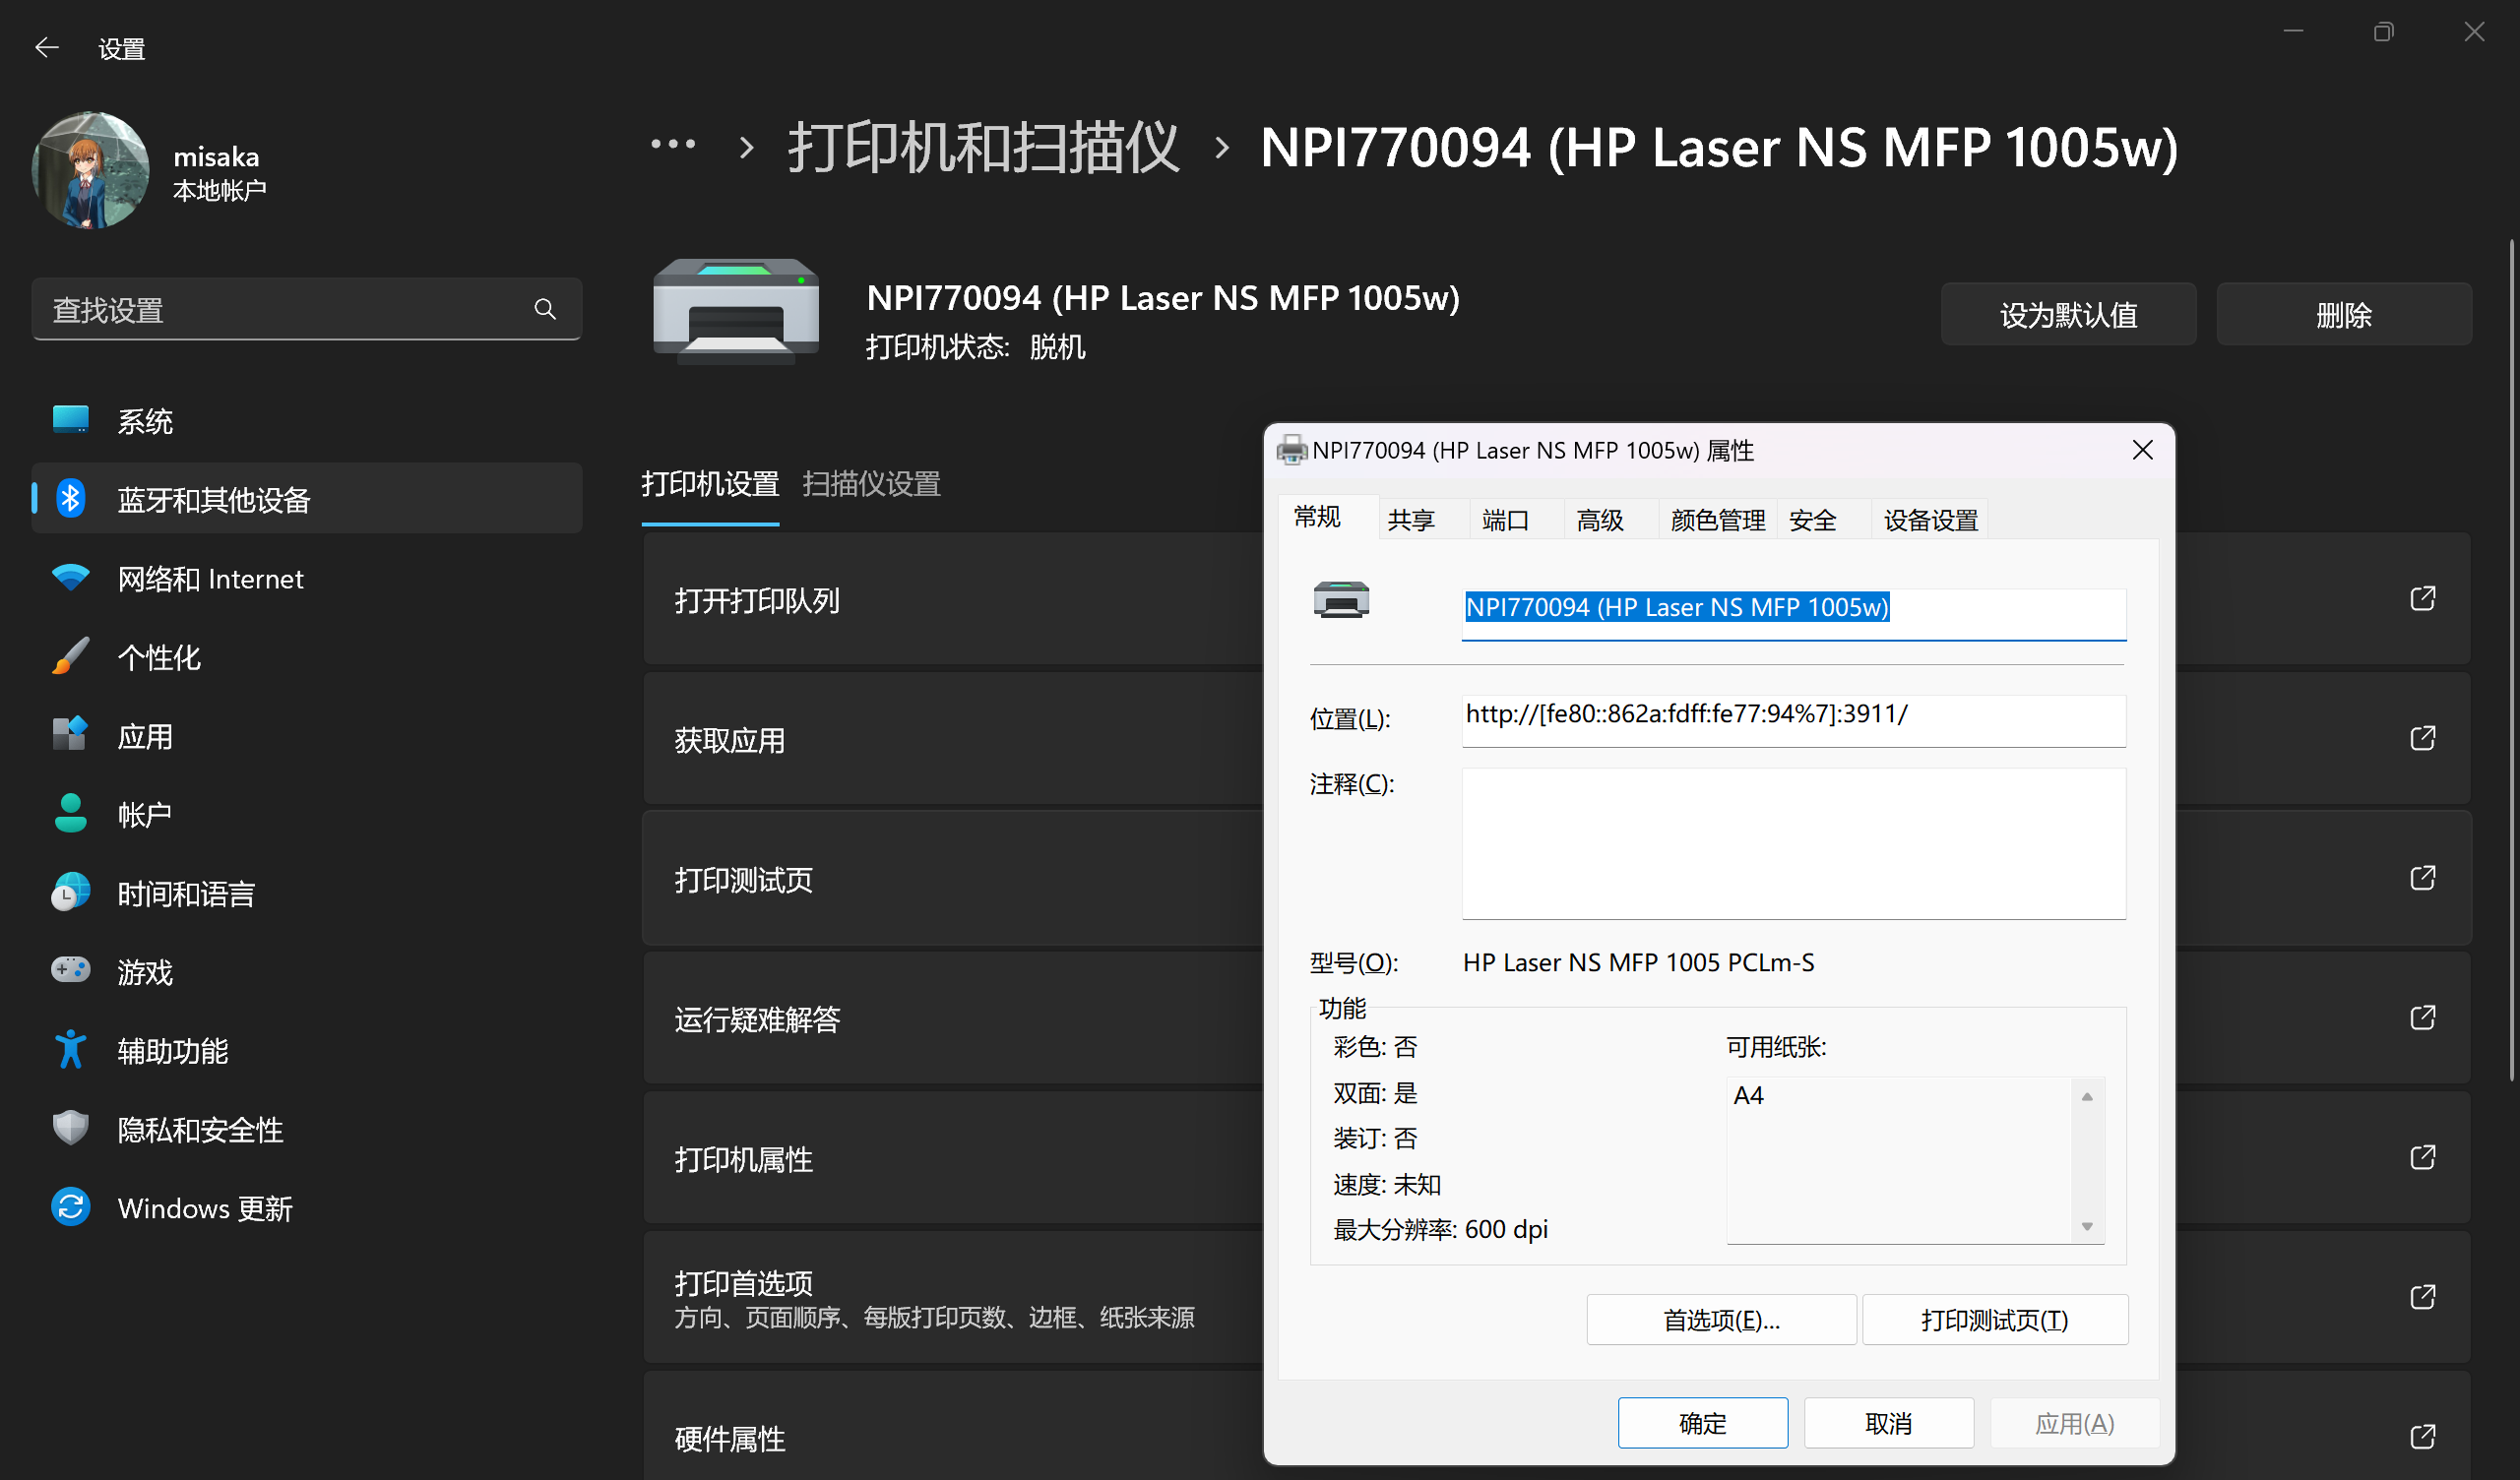 设置
misaka
本地帐户
查找设置
系统
蓝牙和其他设备
网络和 Internet
个性化
应用
帐户
时间和语言
游戏
辅助功能
隐私和安全性
Windows 更新
··· › 打印机和扫描仪 › NPI770094 (HP Laser NS MFP 1005w)
NPI770094 (HP Laser NS MFP 1005w)
打印机状态: 脱机
设为默认值
删除
打印机设置 扫描仪设置
打开打印队列
获取应用
打印测试页
运行疑难解答
打印机属性
打印首选项
方向、页面顺序、每版打印页数、边框、纸张来源
硬件属性
NPI770094 (HP Laser NS MFP 1005w) 属性
常规 共享 端口 高级 颜色管理 安全 设备设置
NPI770094 (HP Laser NS MFP 1005w)
位置(L): http://[fe80::862a:fdff:fe77:94%7]:3911/
注释(C):
型号(O): HP Laser NS MFP 1005 PCLm-S
功能
彩色: 否
双面: 是
装订: 否
速度: 未知
最大分辨率: 600 dpi
可用纸张:
A4
首选项(E)... 打印测试页(T)
确定 取消 应用(A)